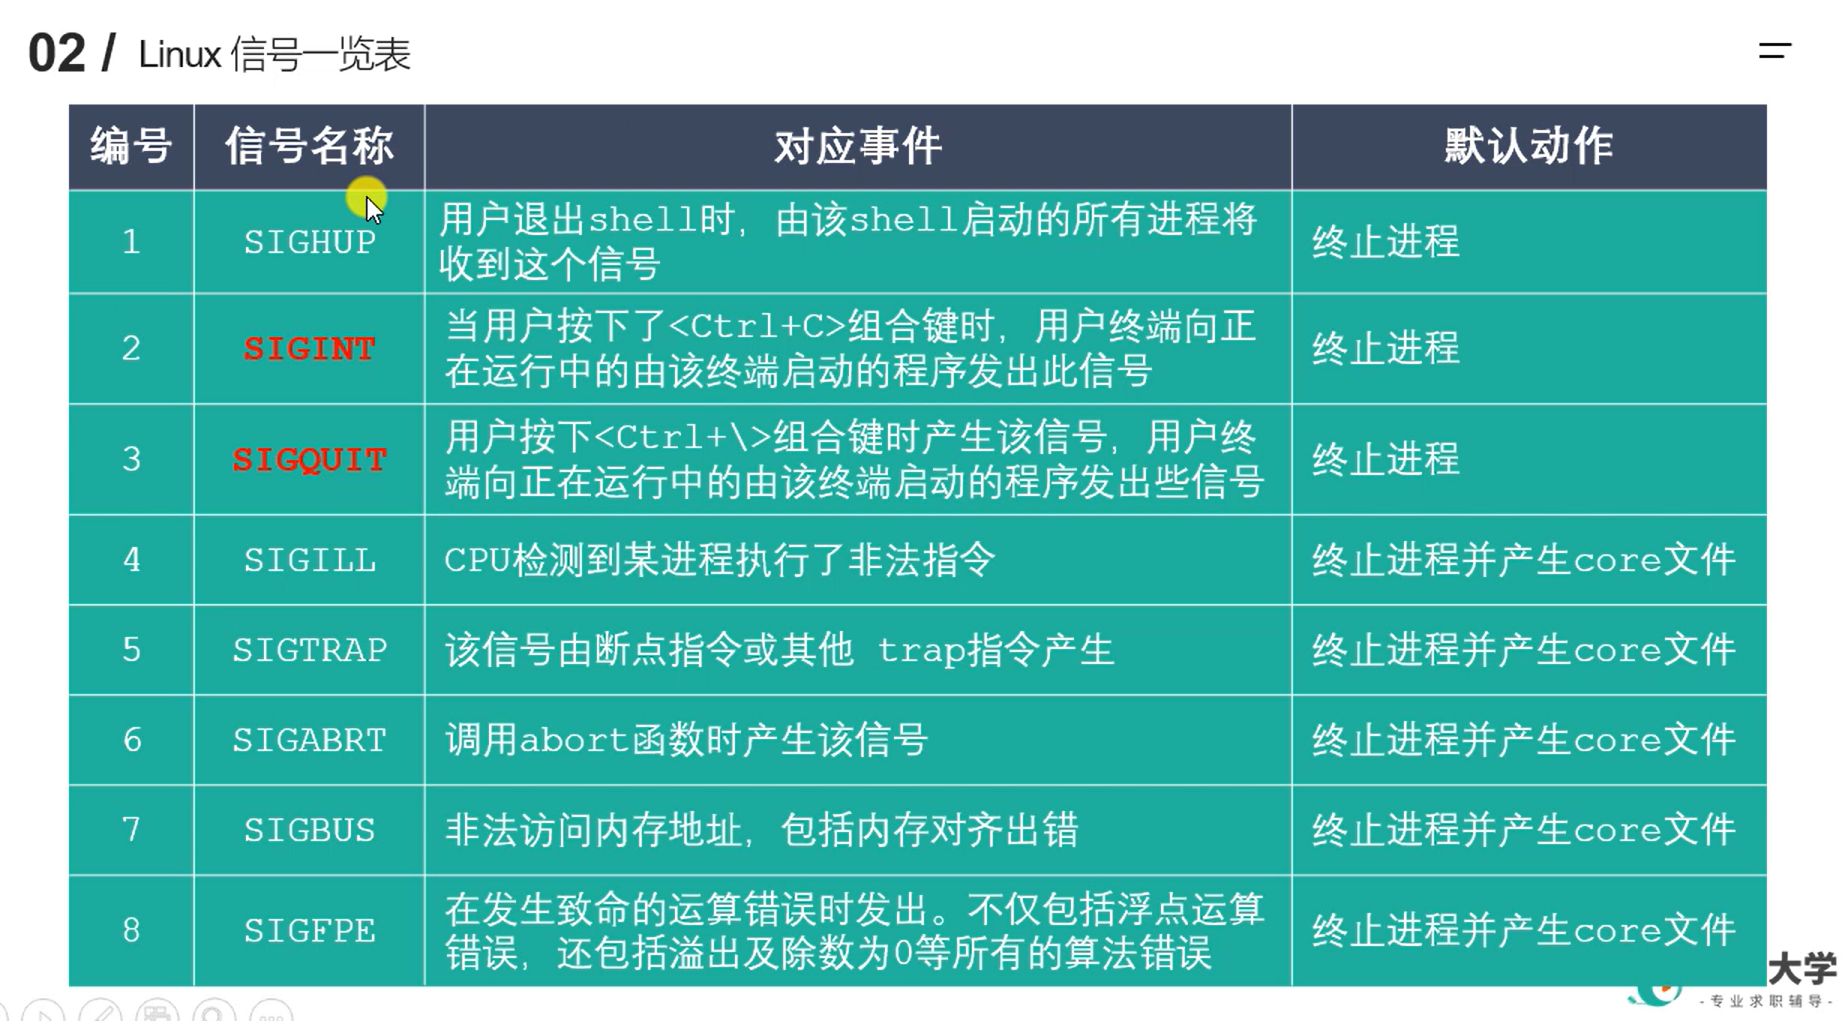 02 / Linux 信号一览表
编号 信号名称 对应事件 默认动作
1 SIGHUP 用户退出shell时，由该shell启动的所有进程将
收到这个信号 终止进程
2 SIGINT 当用户按下了<Ctrl+C>组合键时，用户终端向正
在运行中的由该终端启动的程序发出此信号 终止进程
3 SIGQUIT 用户按下<Ctrl+\>组合键时产生该信号，用户终
端向正在运行中的由该终端启动的程序发出些信号 终止进程
4 SIGILL CPU检测到某进程执行了非法指令 终止进程并产生core文件
5 SIGTRAP 该信号由断点指令或其他 trap指令产生 终止进程并产生core文件
6 SIGABRT 调用abort函数时产生该信号 终止进程并产生core文件
7 SIGBUS 非法访问内存地址，包括内存对齐出错 终止进程并产生core文件
8 SIGFPE 在发生致命的运算错误时发出。不仅包括浮点运算
错误，还包括溢出及除数为0等所有的算法错误 终止进程并产生core文件
大学
-专业求职辅导-